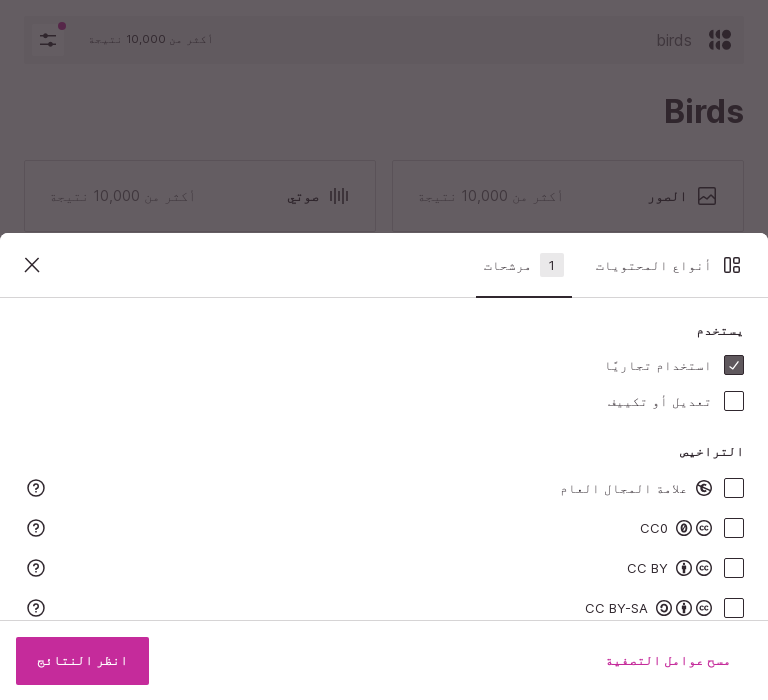 birds
أكثر من 10,000 نتيجة
Birds
الصور
أكثر من 10,000 نتيجة
صوتي
أكثر من 10,000 نتيجة
أنواع المحتويات
1 مرشحات
يستخدم
استخدام تجاريًا
تعديل أو تكييف
التراخيص
علامة المجال العام
CC0
CC BY
CC BY-SA
مسح عوامل التصفية
انظر النتائج